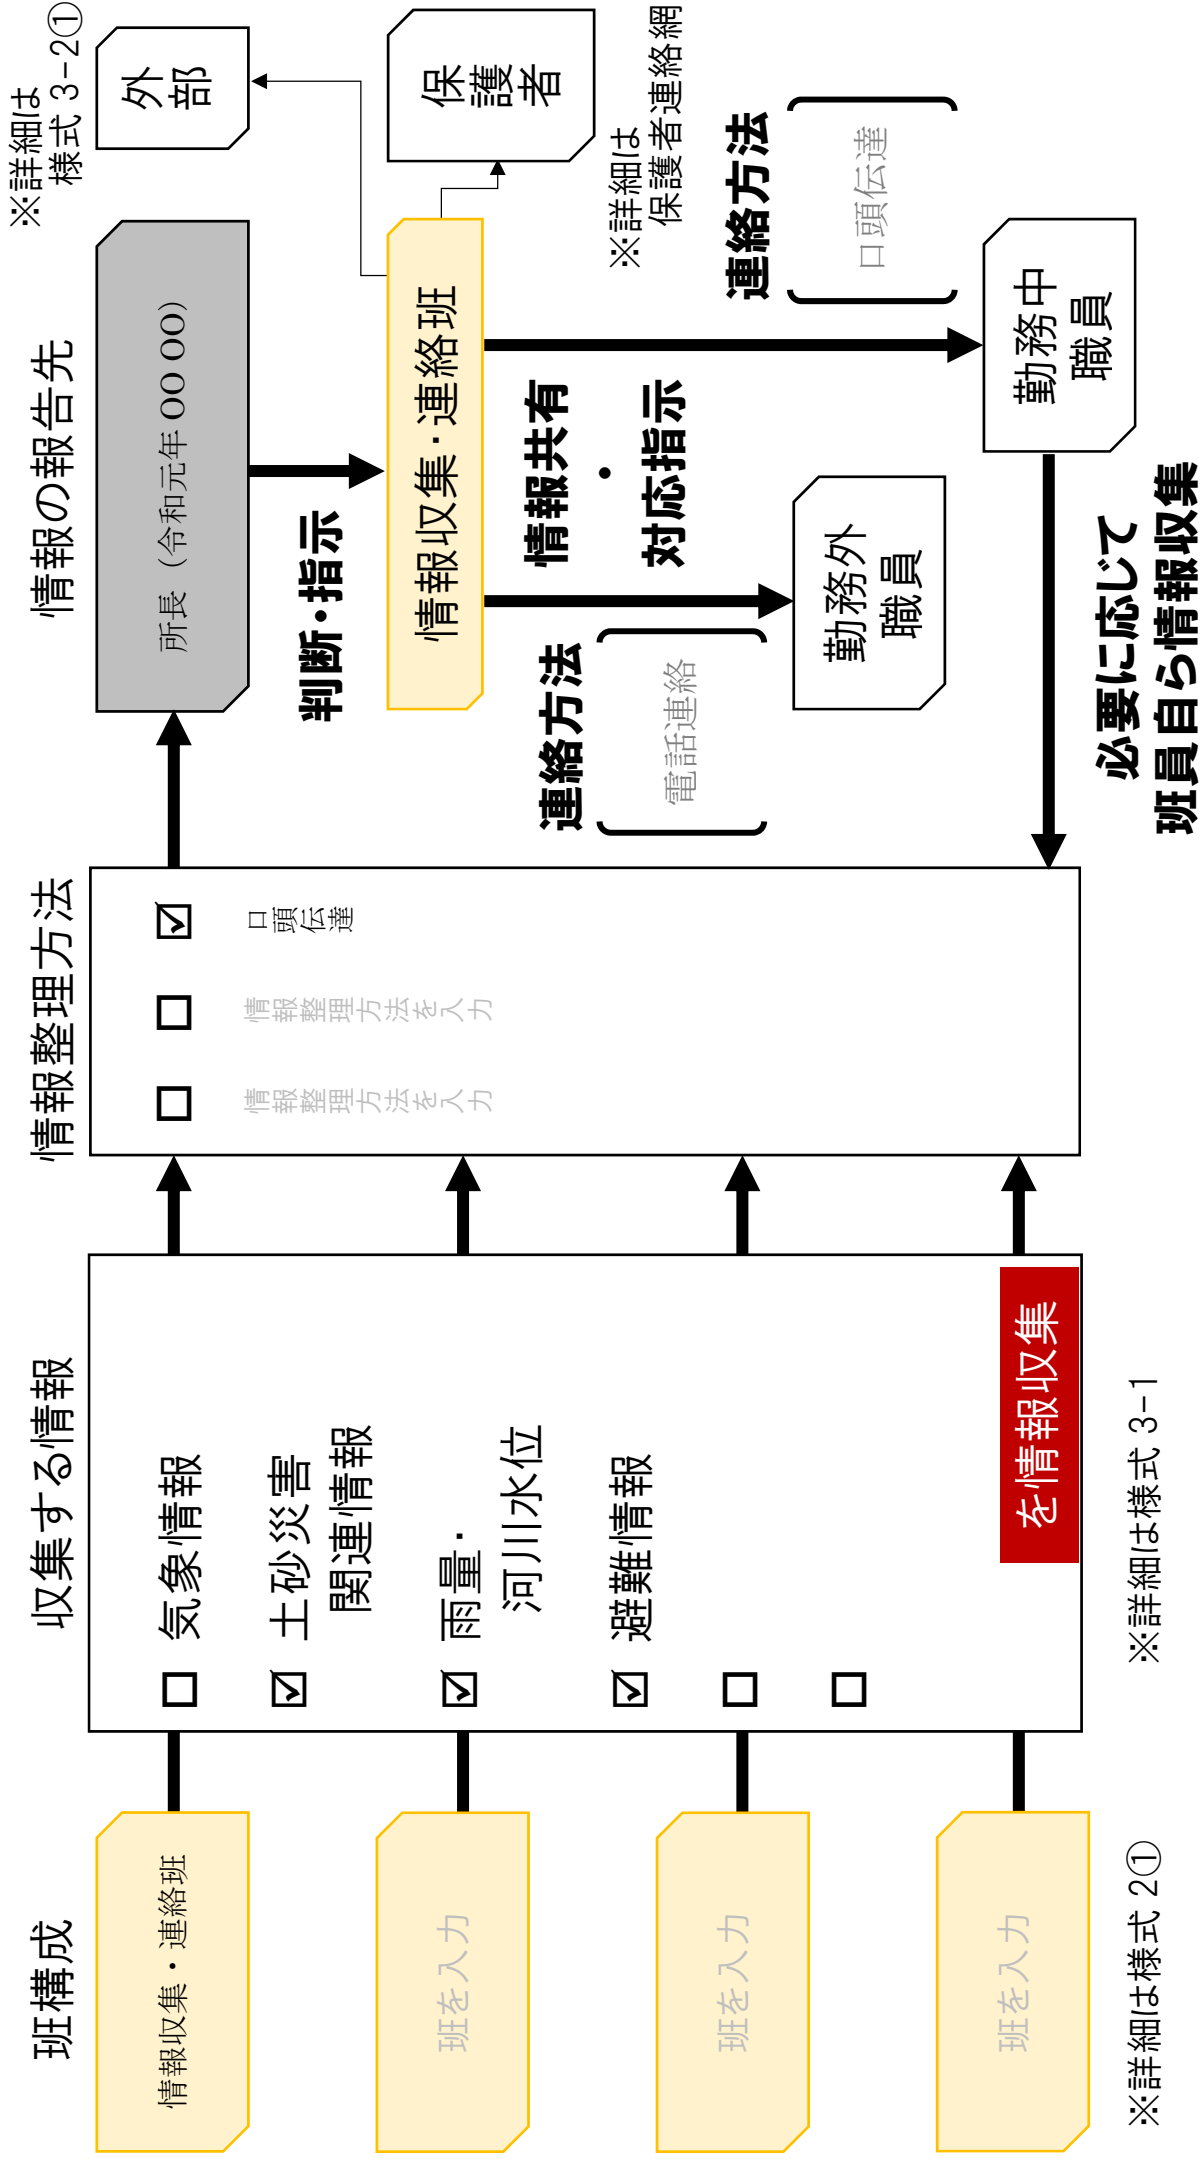 班構成
情報収集・連絡班
班を入力
班を入力
班を入力
※詳細は様式 2①
収集する情報
☐ 気象情報
☑ 土砂災害
関連情報
☑ 雨量・
河川水位
☑ 避難情報
☐
☐
を情報収集
※詳細は様式 3-1
情報整理方法
☑ 口頭伝達
☐ 情報整理方法を入力
☐ 情報整理方法を入力
情報の報告先
所長（令和元年 〇〇 〇〇）
※詳細は
様式 3-2①
外部
判断・指示
情報収集・連絡班
保護者
※詳細は
保護者連絡網
情報共有
・
対応指示
連絡方法
電話連絡
勤務外
職員
連絡方法
口頭伝達
勤務中
職員
必要に応じて
班員自ら情報収集